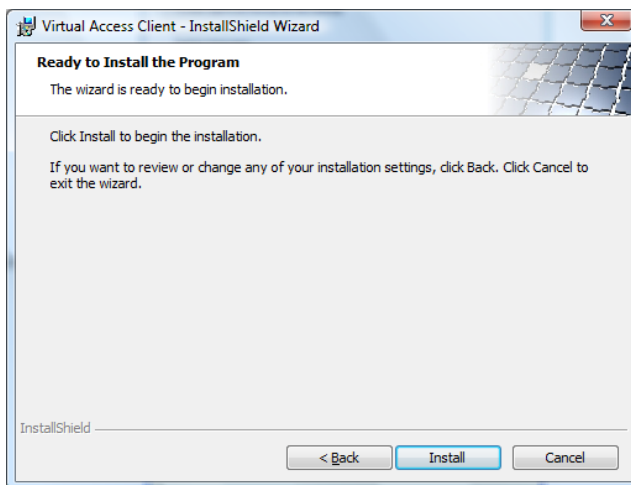 Virtual Access Client - InstallShield Wizard
Ready to Install the Program
The wizard is ready to begin installation.
Click Install to begin the installation.
If you want to review or change any of your installation settings, click Back. Click Cancel to
exit the wizard.
InstallShield
< Back
Install
Cancel